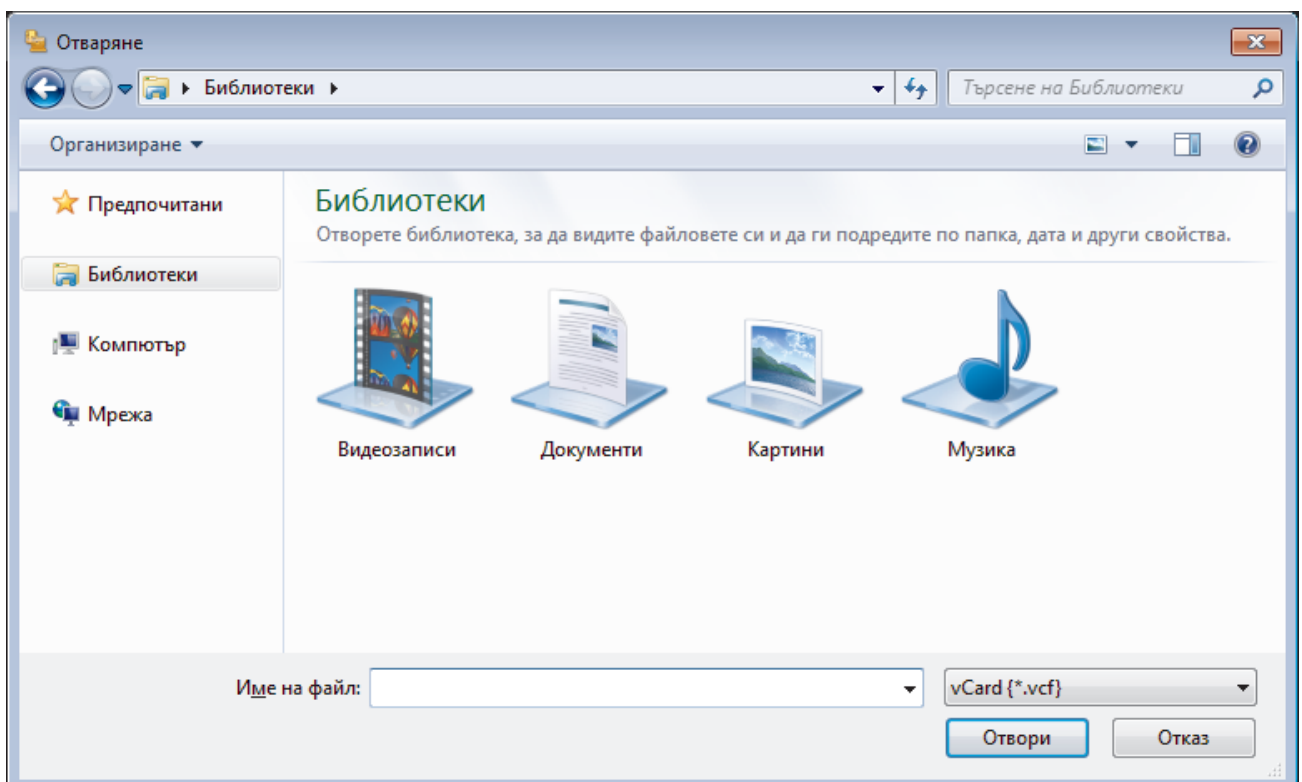 Отваряне
Библиотеки
Търсене на Библиотеки
Организиране
Предпочитани
Библиотеки
Компютър
Мрежа
Библиотеки
Отворете библиотека, за да видите файловете си и да ги подредите по папка, дата и други свойства.
Видеозаписи Документи Картини Музика
Име на файл: vCard {*.vcf}
Отвори Отказ